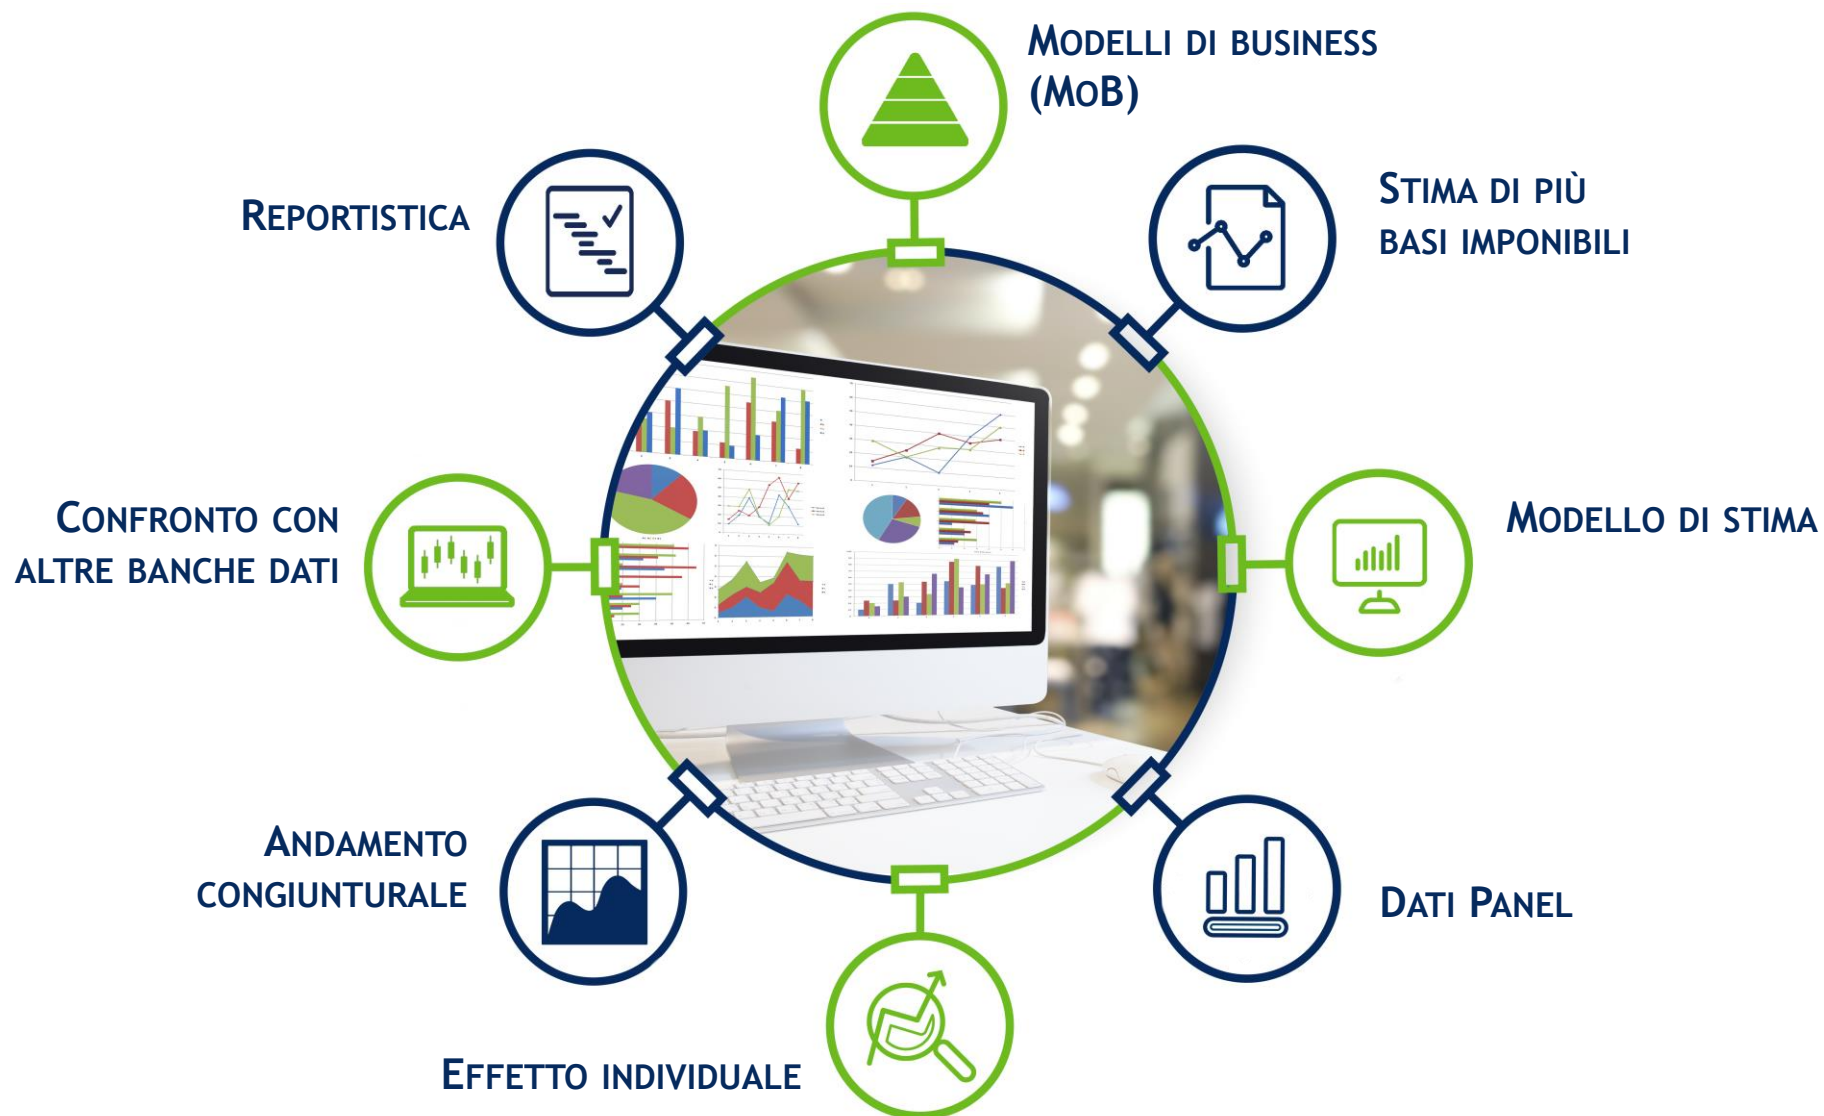 MODELLI DI BUSINESS
(MOB)
STIMA DI PIÙ
BASI IMPONIBILI
REPORTISTICA
CONFRONTO CON
ALTRE BANCHE DATI
MODELLO DI STIMA
ANDAMENTO
CONGIUNTURALE
DATI PANEL
EFFETTO INDIVIDUALE